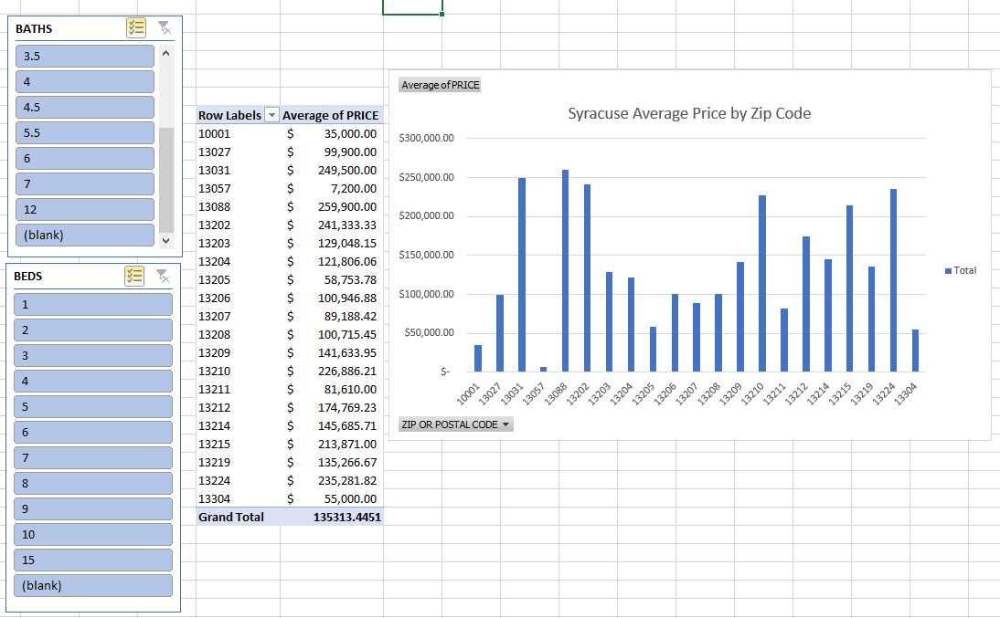 BATHS
3.5
4
4.5
5.5
6
7
12
(blank)
BEDS
1
2
3
4
5
6
7
8
9
10
15
(blank)
Row Labels Average of PRICE
10001 $ 35,000.00
13027 $ 99,900.00
13031 $ 249,500.00
13057 $ 7,200.00
13088 $ 259,900.00
13202 $ 241,333.33
13203 $ 129,048.15
13204 $ 121,806.06
13205 $ 58,753.78
13206 $ 100,946.88
13207 $ 89,188.42
13208 $ 100,715.45
13209 $ 141,633.95
13210 $ 226,886.21
13211 $ 81,610.00
13212 $ 174,769.23
13214 $ 145,685.71
13215 $ 213,871.00
13219 $ 135,266.67
13224 $ 235,281.82
13304 $ 55,000.00
Grand Total 135313.4451
Average of PRICE
Syracuse Average Price by Zip Code
$300,000.00
$250,000.00
$200,000.00
$150,000.00
$100,000.00
$50,000.00
$-
10001 13027 13031 13057 13088 13202 13203 13204 13205 13206 13207 13208 13209 13210 13211 13212 13214 13215 13219 13224 13304
Total
ZIP OR POSTAL CODE